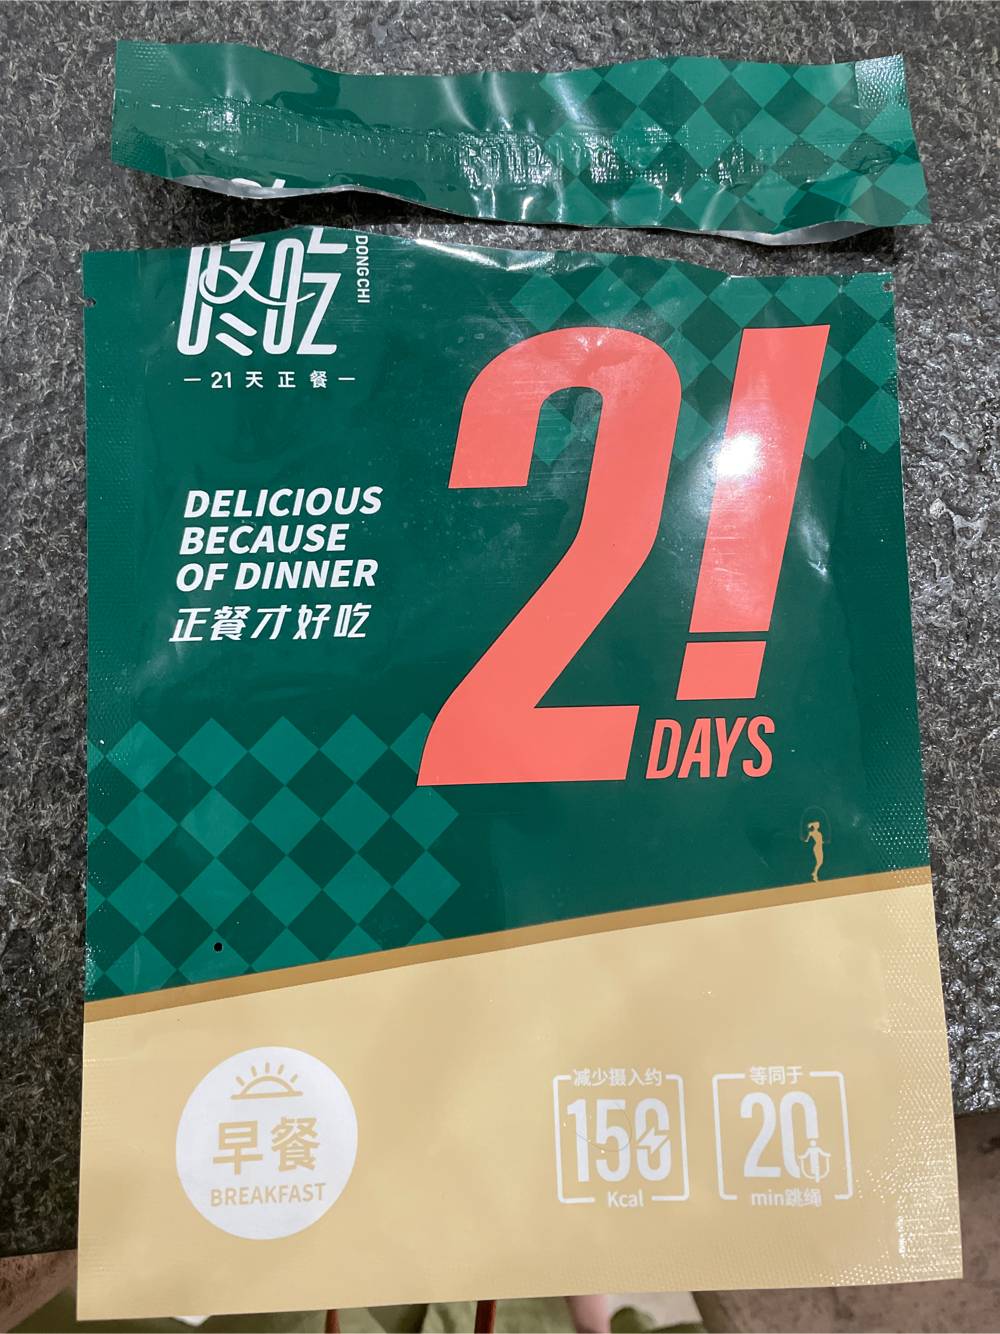 咚吃
DONG CHI
21天正餐
DELICIOUS
BECAUSE
OF DINNER
正餐才好吃
21
DAYS
早餐
BREAKFAST
减少摄入约
150
Kcal
等同于
20
min跳绳